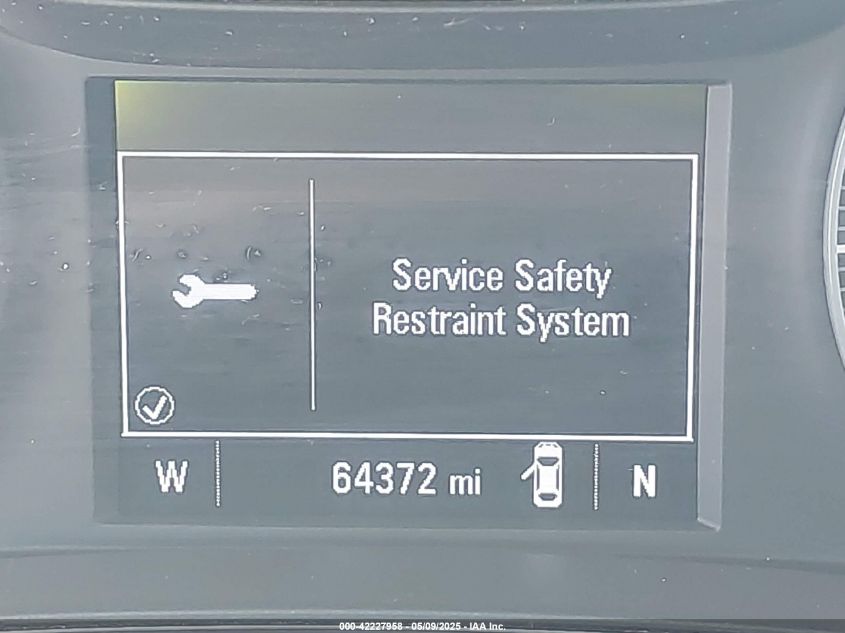 Service Safety
Restraint System
W
64372 mi
N
000-42227958 - 05/09/2025 - IAA Inc.